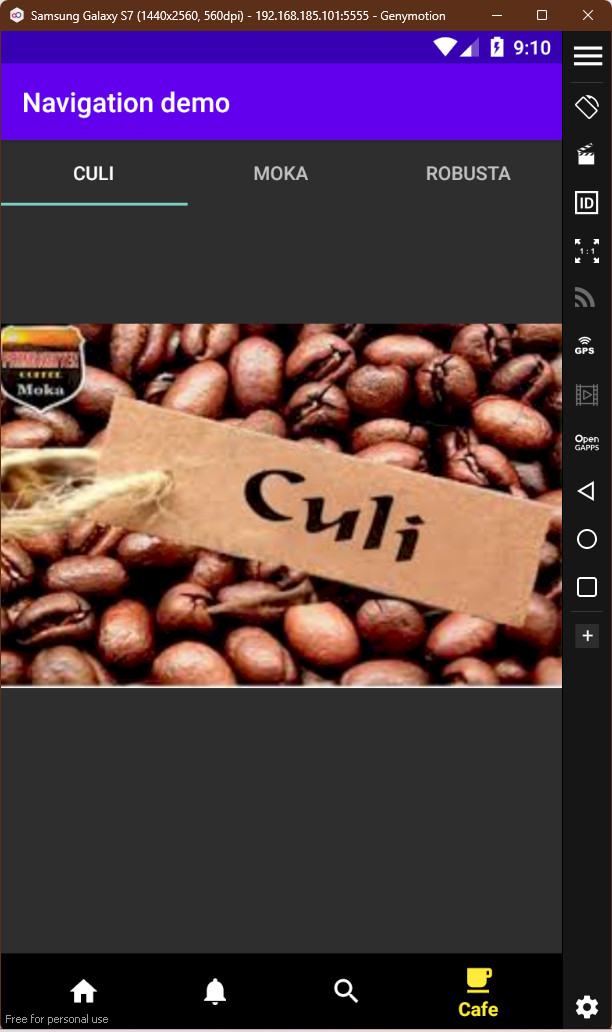 Samsung Galaxy S7 (1440x2560, 560dpi) - 192.168.185.101:5555 - Genymotion
9:10
Navigation demo
CULI MOKA ROBUSTA
ID
1 : 1
GPS
Open
GAPPS
COFFEE
Moka
Culi
Cafe
Free for personal use